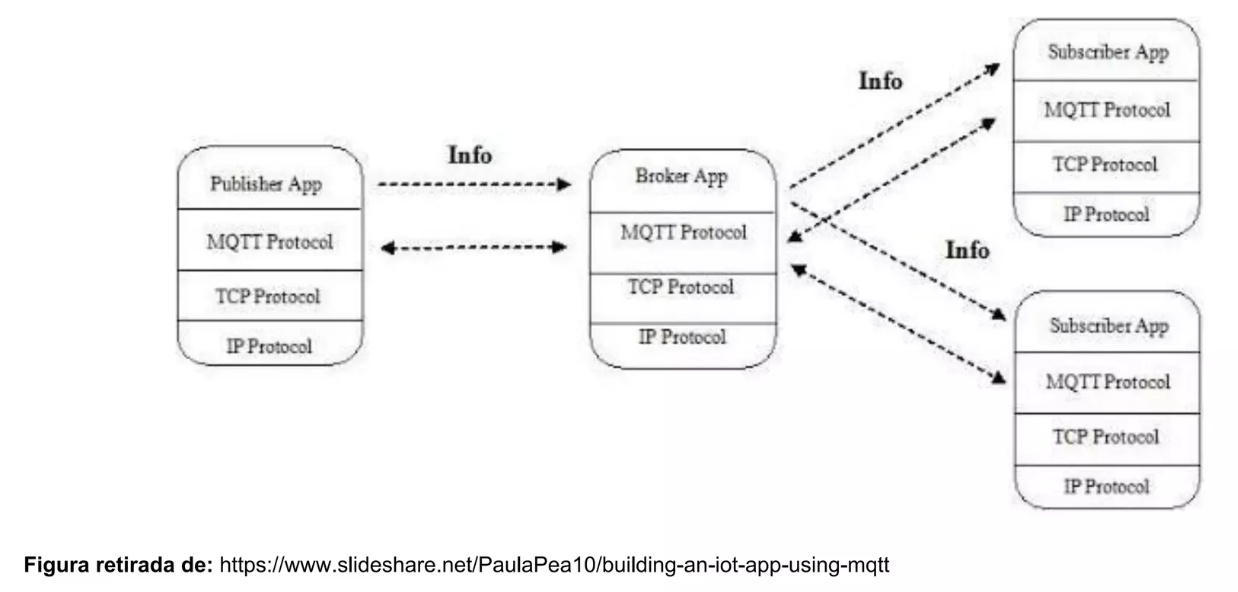 Info
Publisher App
MQTT Protocol
TCP Protocol
IP Protocol
Broker App
MQTT Protocol
TCP Protocol
IP Protocol
Info
Subscriber App
MQTT Protocol
TCP Protocol
IP Protocol
Info
Subscriber App
MQTT Protocol
TCP Protocol
IP Protocol
Figura retirada de: https://www.slideshare.net/PaulaPea10/building-an-iot-app-using-mqtt